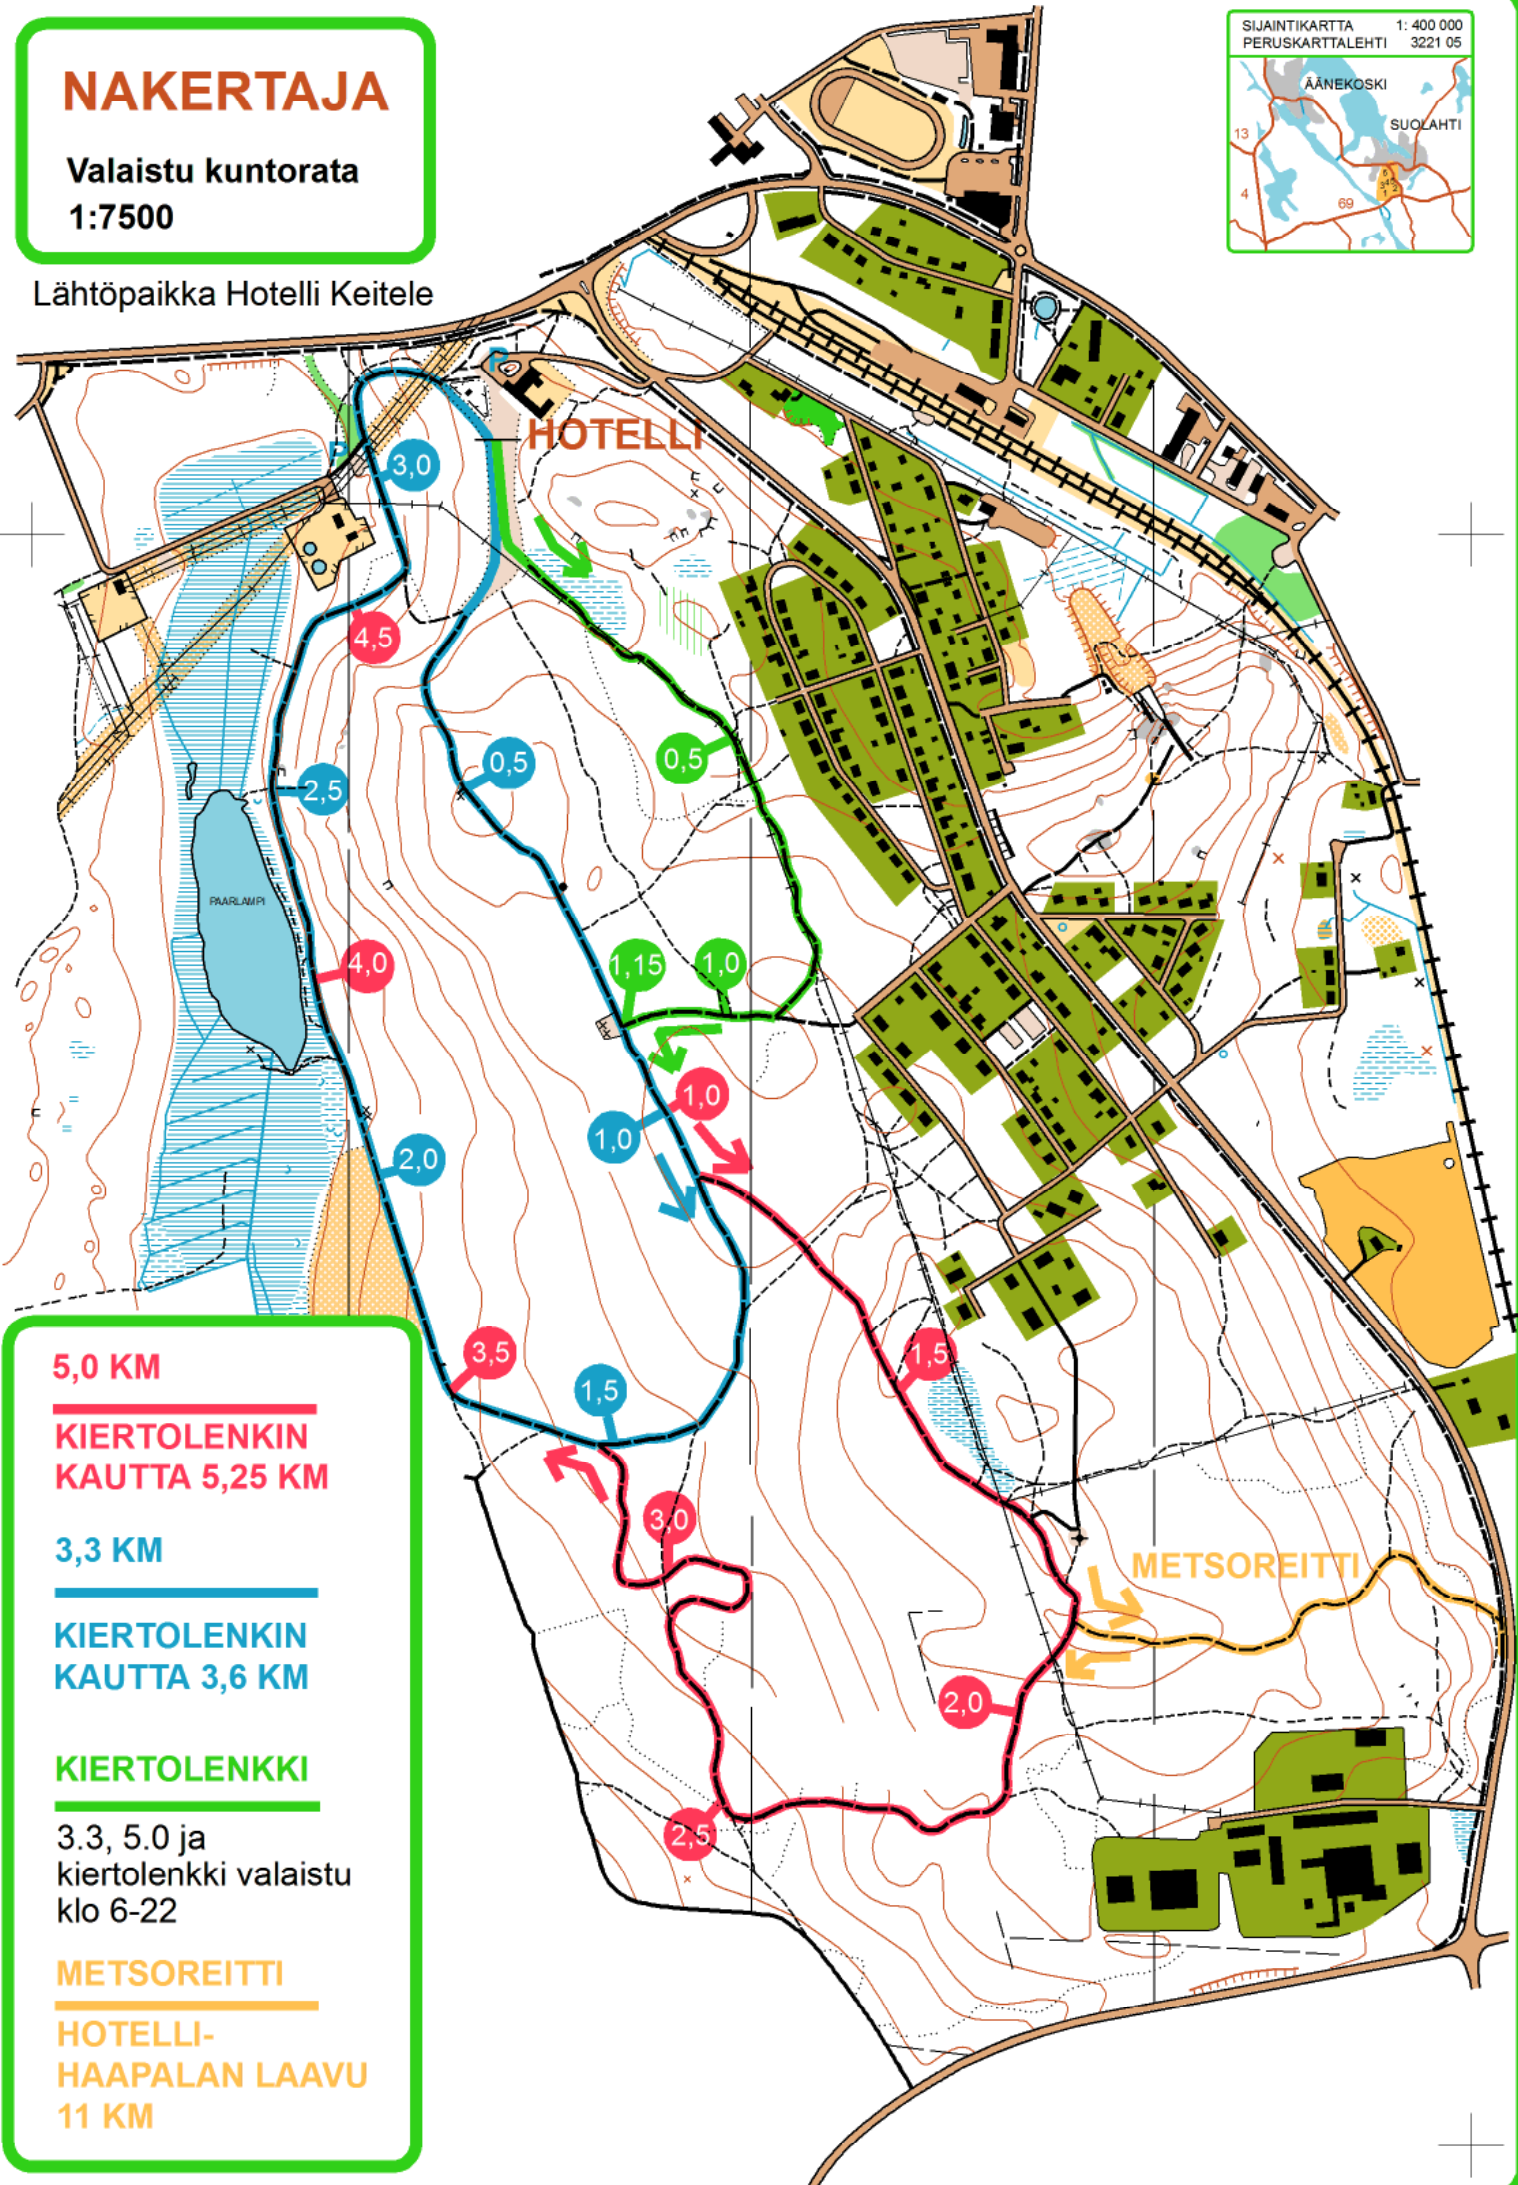 NAKERTAJA
Valaistu kuntorata
1:7500
Lähtöpaikka Hotelli Keitele
SIJAINTIKARTTA 1: 400 000
PERUSKARTTALEHTI 3221 05
ÄÄNEKOSKI
SUOLAHTI
13
4
69
P
HOTELLI
P
3,0
4,5
0,5
0,5
2,5
PAARLAMPI
4,0
1,15
1,0
1,0
1,0
2,0
3,5
1,5
1,5
3,0
METSOREITTI
2,0
2,5
5,0 KM
KIERTOLENKIN
KAUTTA 5,25 KM
3,3 KM
KIERTOLENKIN
KAUTTA 3,6 KM
KIERTOLENKKI
3.3, 5.0 ja
kiertolenkki valaistu
klo 6-22
METSOREITTI
HOTELLI-
HAAPALAN LAAVU
11 KM